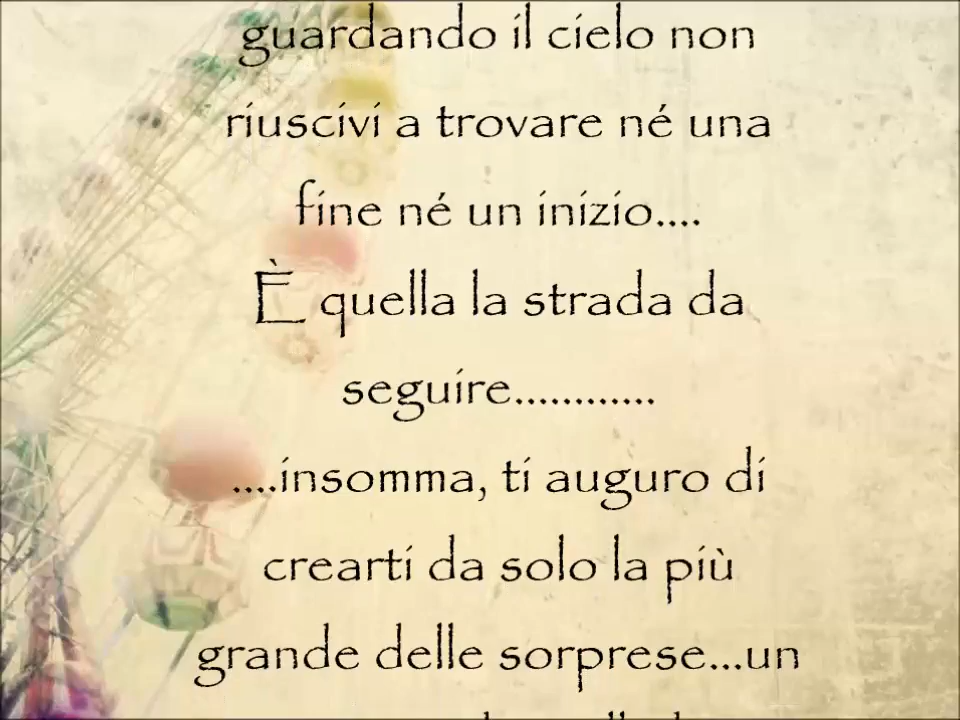 guardando il cielo non
riuscivi a trovare né una
fine né un inizio....
È quella la strada da
seguire............
....insomma, ti auguro di
crearti da solo la più
grande delle sorprese...un